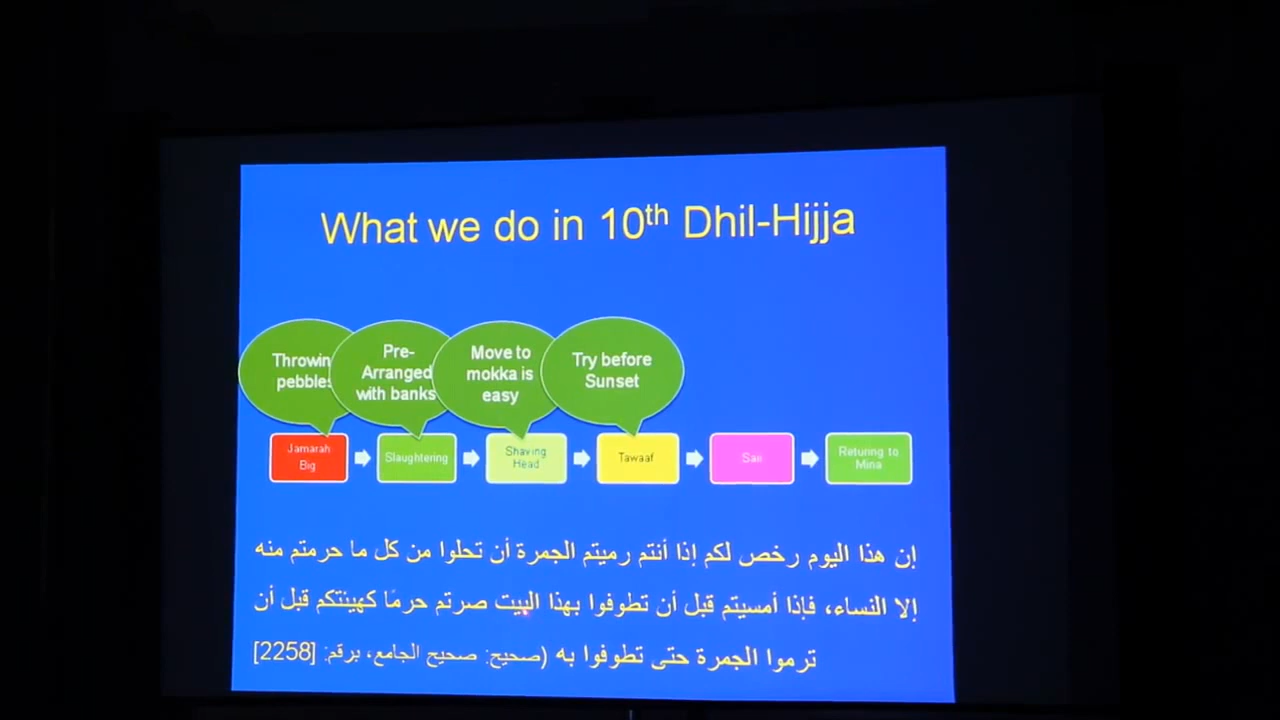 What we do in 10th Dhil-Hijja
Throwin
pebbles
Pre-
Arranged
with banks
Move to
mokka is
easy
Try before
Sunset
Jamarah
Big
Slaughtering
Shaving
Head
Tawaaf
Saii
Returing to
Mina
إن هذا اليوم رخص لكم إذا أنتم رميتم الجمرة أن تحلوا من كل ما حرمتم منه
إلا النساء، فإذا أمسيتم قبل أن تطوفوا بهذا البيت صرتم حرمًا كهيئتكم قبل أن
ترموا الجمرة حتى تطوفوا به (صحيح: صحيح الجامع، برقم: [2258]